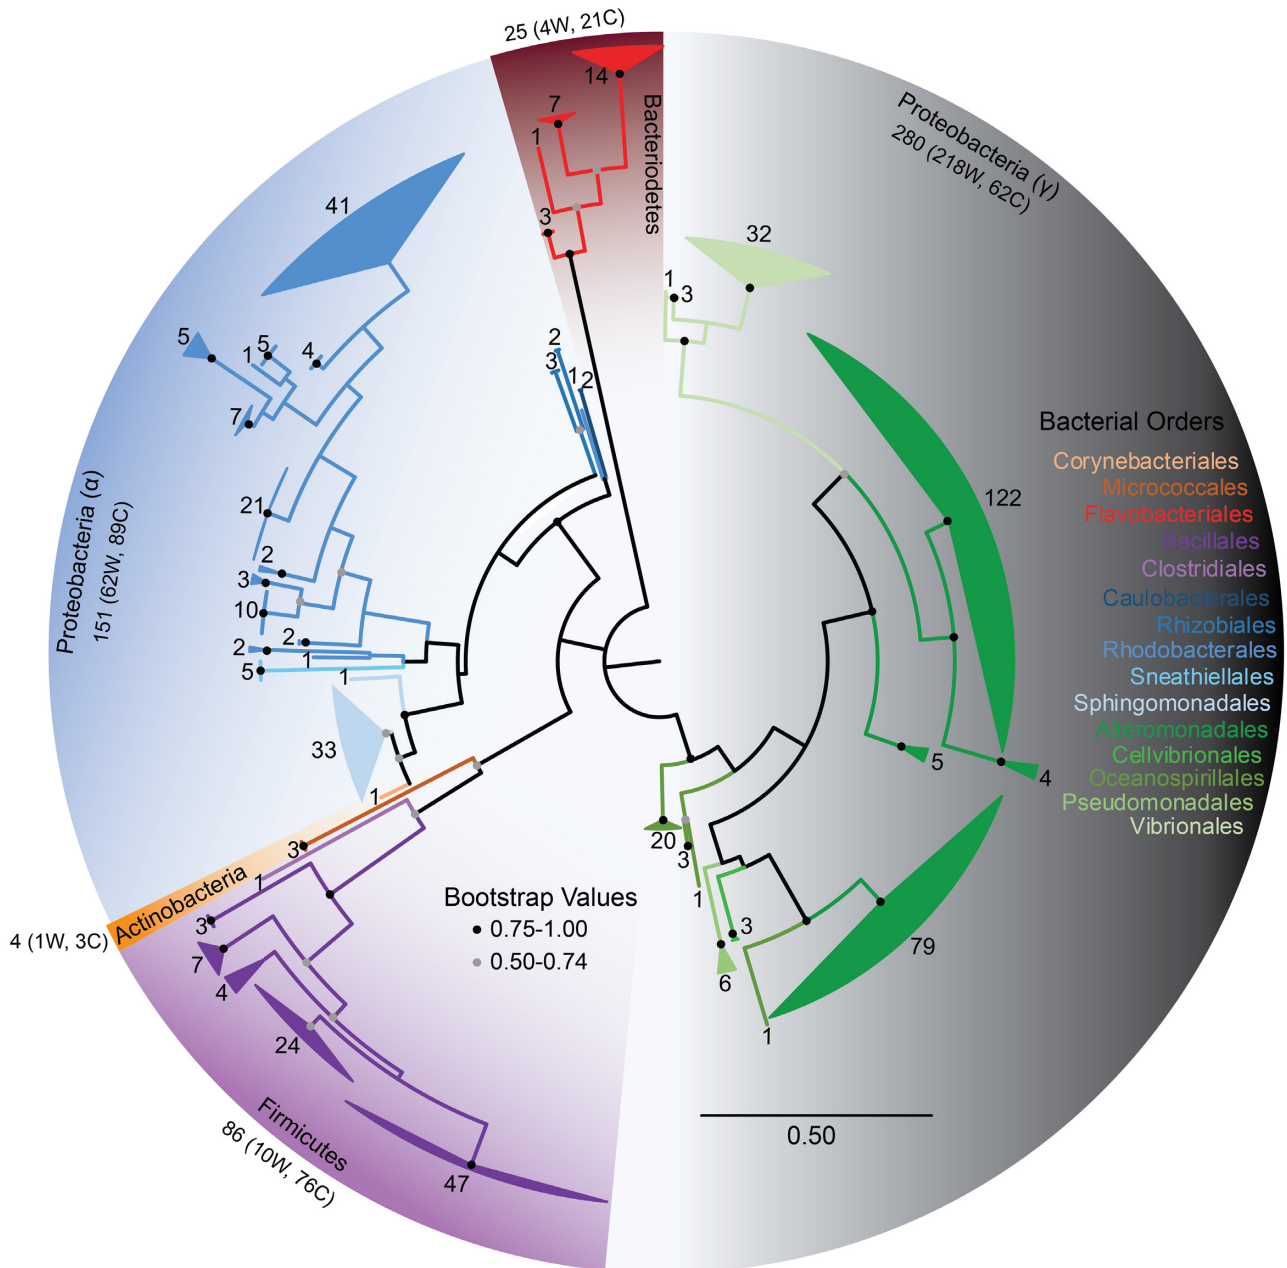 25 (4W, 21C)
Bacteriodetes
14
7
1
3
Proteobacteria (γ)
280 (218W, 62C)
32
1
3
122
5
4
20
3
1
3
6
79
1
Proteobacteria (α)
151 (62W, 89C)
41
5
1
5
4
7
21
2
3
10
2
2
1
5
1
33
2
3
1
2
1
3
Actinobacteria
4 (1W, 3C)
1
3
7
4
24
47
Firmicutes
86 (10W, 76C)
Bacterial Orders
Corynebacteriales
Micrococcales
Flavobacteriales
Bacillales
Clostridiales
Caulobacterales
Rhizobiales
Rhodobacterales
Sneathiellales
Sphingomonadales
Alteromonadales
Cellvibrionales
Oceanospirillales
Pseudomonadales
Vibrionales
Bootstrap Values
0.75-1.00
0.50-0.74
0.50